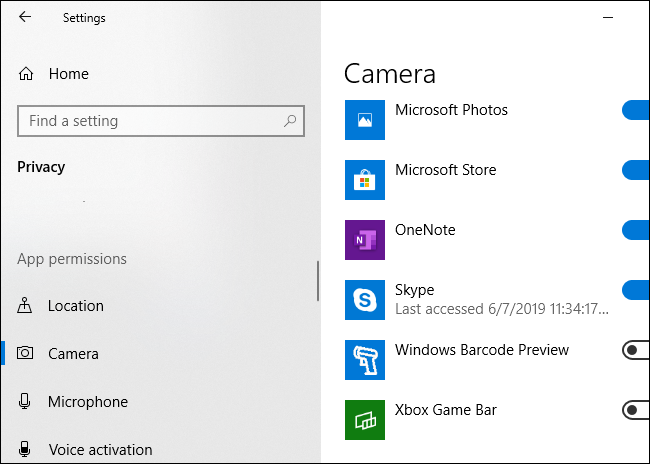 Settings
Home
Find a setting
Privacy
App permissions
Location
Camera
Microphone
Voice activation
Camera
Microsoft Photos
Microsoft Store
OneNote
Skype
Last accessed 6/7/2019 11:34:17...
Windows Barcode Preview
Xbox Game Bar